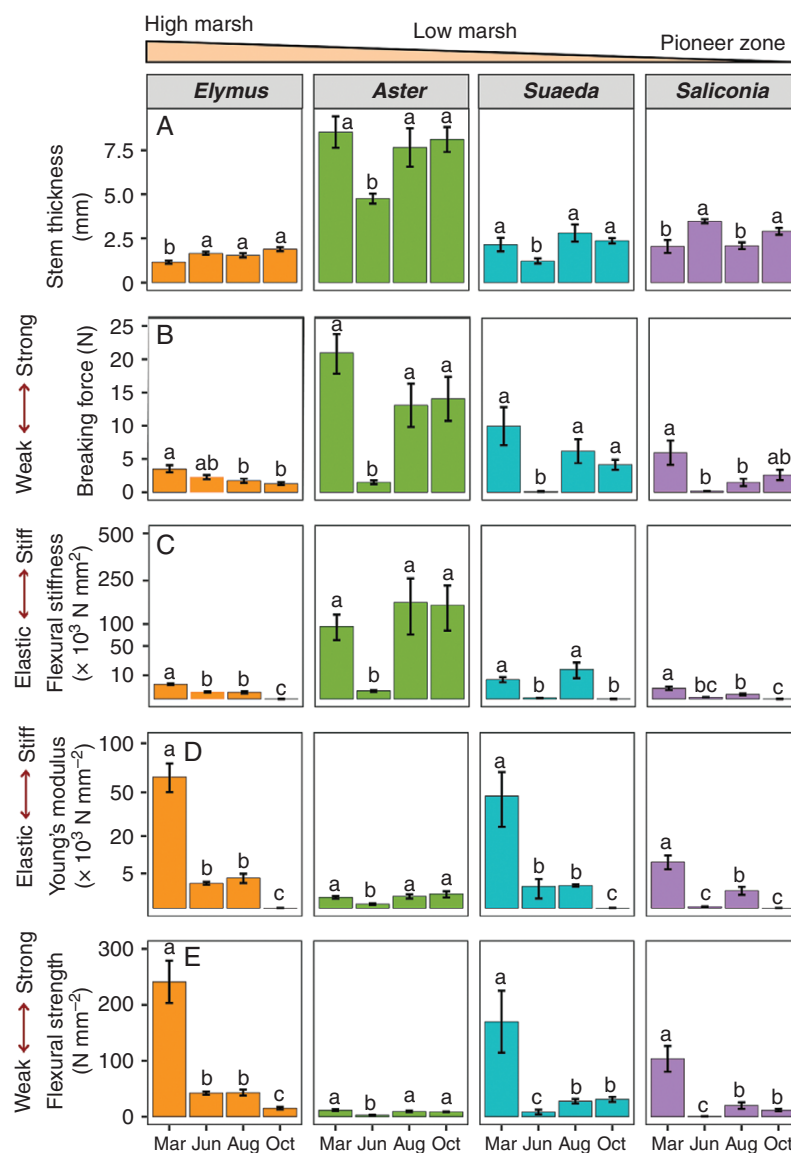 High marsh
Low marsh
Pioneer zone
Elymus
Aster
Suaeda
Saliconia
A
Stem thickness
(mm)
7.5
5.0
2.5
0
b a a a
a b a a
a b a a
b a b a
Weak ⟷ Strong
B
Breaking force (N)
25
20
15
10
5
0
a ab b b
a b a a
a b a a
a b b ab
Elastic ⟷ Stiff
C
Flexural stiffness
(× 10³ N mm²)
500
250
100
50
10
a b b c
a b a a
a b a b
a bc b c
Elastic ⟷ Stiff
D
Young's modulus
(× 10³ N mm⁻²)
100
50
20
5
a b b c
a b a a
a b b c
a c b c
Weak ⟷ Strong
E
Flexural strength
(N mm⁻²)
300
200
100
0
a b b c
a b a a
a c b b
a c b b
Mar Jun Aug Oct
Mar Jun Aug Oct
Mar Jun Aug Oct
Mar Jun Aug Oct